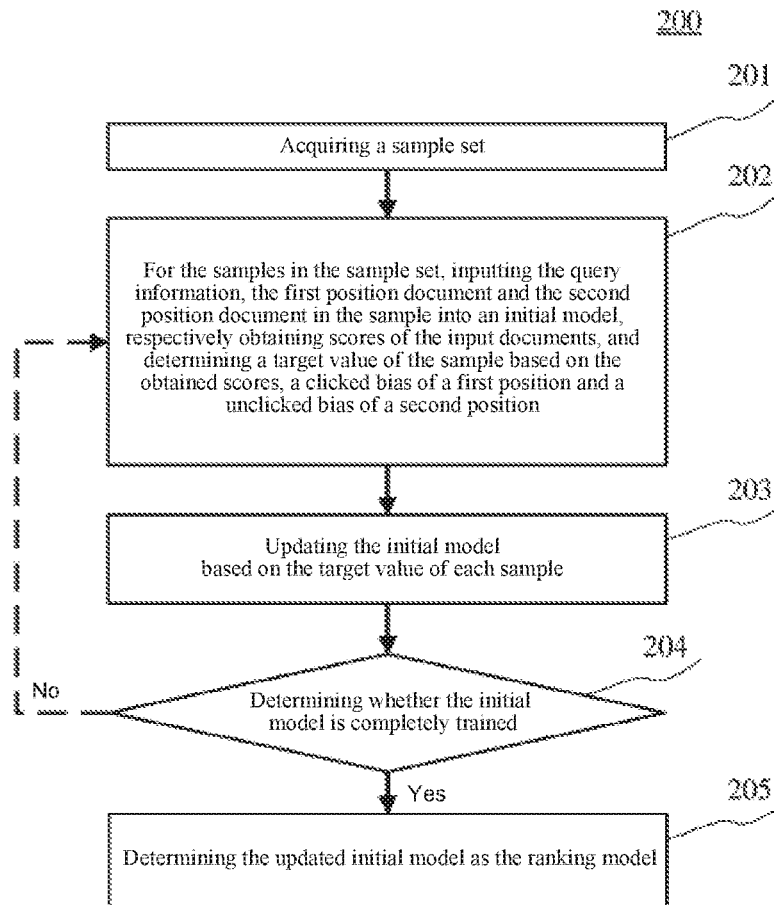 200
201
Acquiring a sample set
202
For the samples in the sample set, inputting the query
information, the first position document and the second
position document in the sample into an initial model,
respectively obtaining scores of the input documents, and
determining a target value of the sample based on the
obtained scores, a clicked bias of a first position and a
unclicked bias of a second position
203
Updating the initial model
based on the target value of each sample
204
No
Determining whether the initial
model is completely trained
Yes
205
Determining the updated initial model as the ranking model